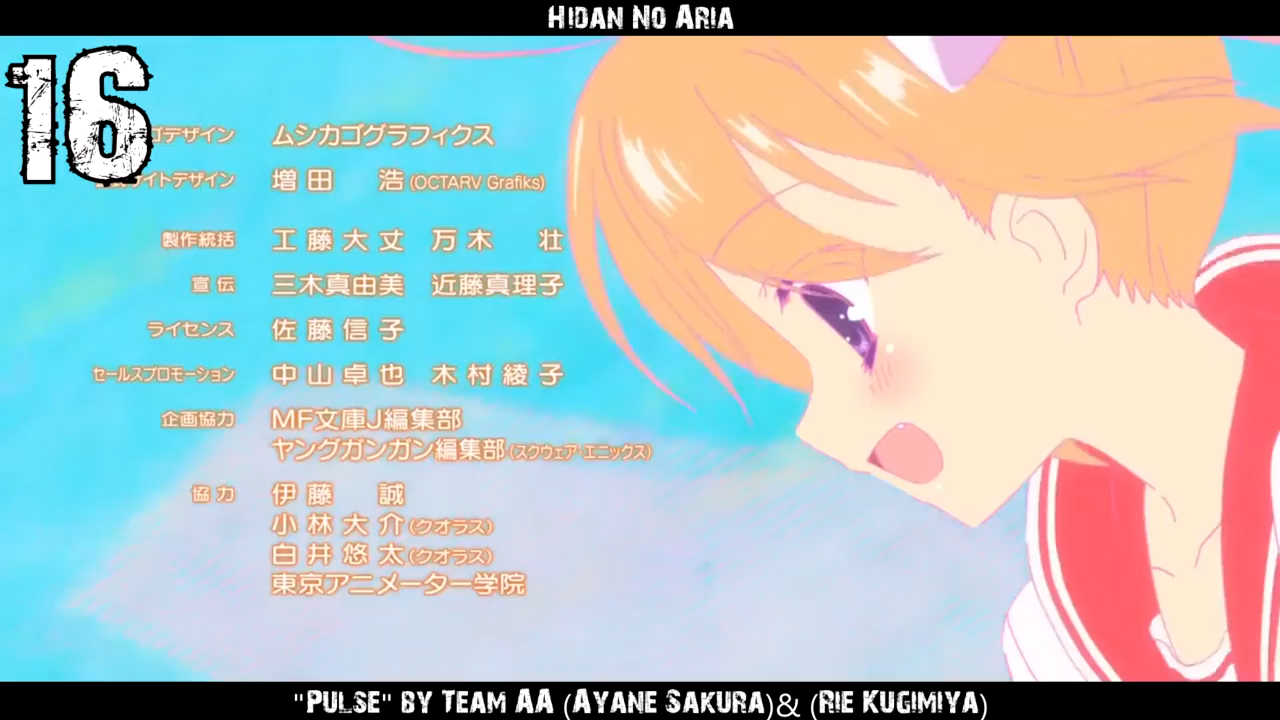 Hidan No Aria
16
ゴデザイン ムシカゴグラフィクス
サイトデザイン 増田 浩(OCTARV Grafiks)
製作統括 工藤大丈 万木 壮
宣伝 三木真由美 近藤真理子
ライセンス 佐藤信子
セールスプロモーション 中山卓也 木村綾子
企画協力 MF文庫J編集部
ヤングガンガン編集部(スクウェア・エニックス)
協力 伊藤 誠
小林大介(クオラス)
白井悠太(クオラス)
東京アニメーター学院
"Pulse" by Team AA (Ayane Sakura)& (Rie Kugimiya)